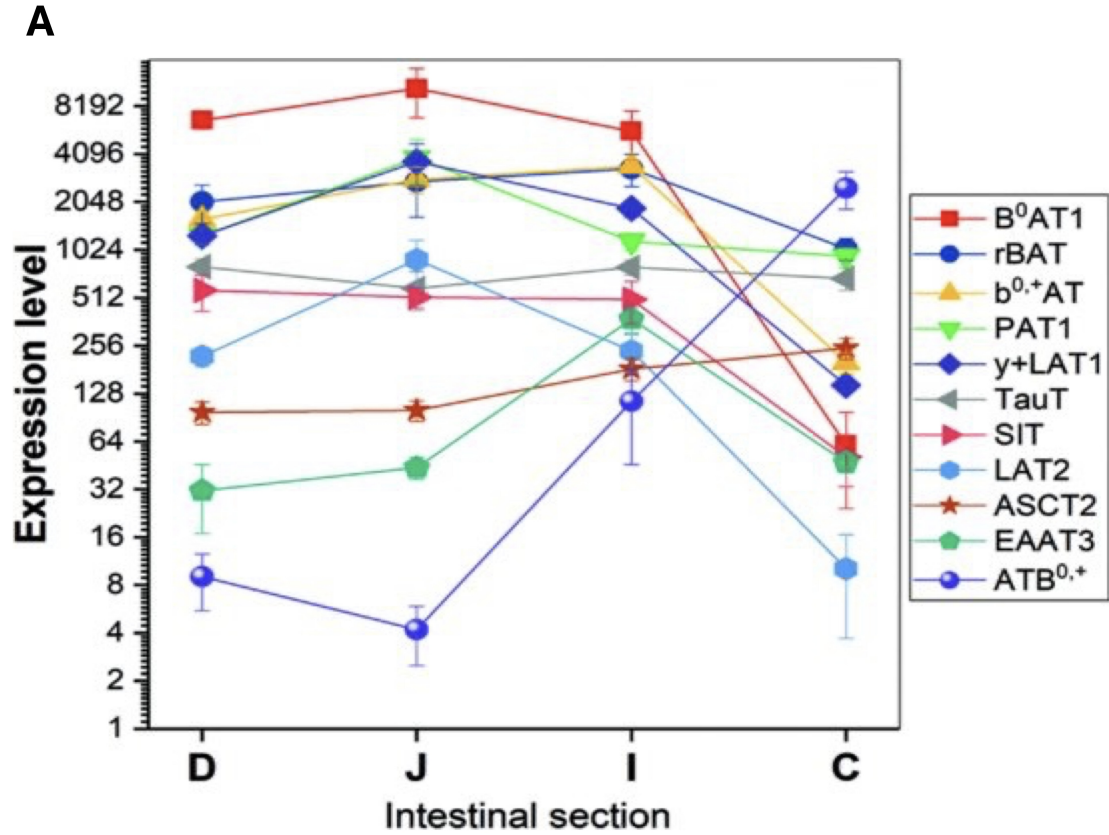 A
Expression level
8192
4096
2048
1024
512
256
128
64
32
16
8
4
2
1
D J I C
Intestinal section
B⁰AT1
rBAT
b⁰,⁺AT
PAT1
y+LAT1
TauT
SIT
LAT2
ASCT2
EAAT3
ATB⁰,⁺